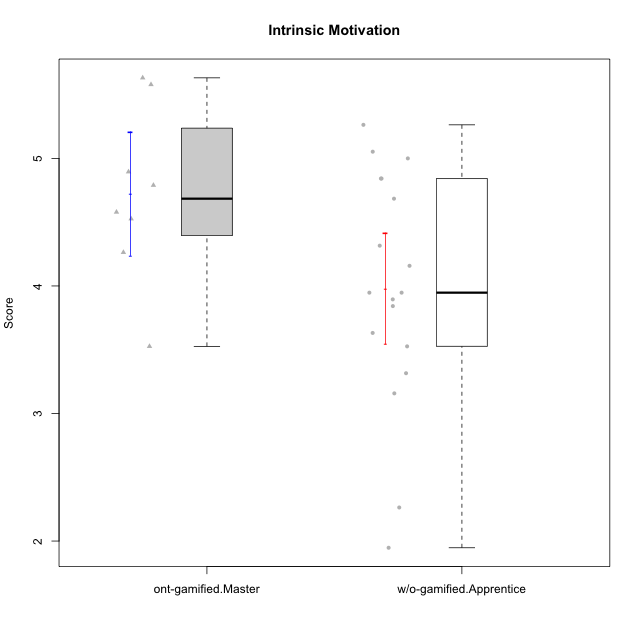 Intrinsic Motivation
Score
5
4
3
2
ont-gamified.Master
w/o-gamified.Apprentice